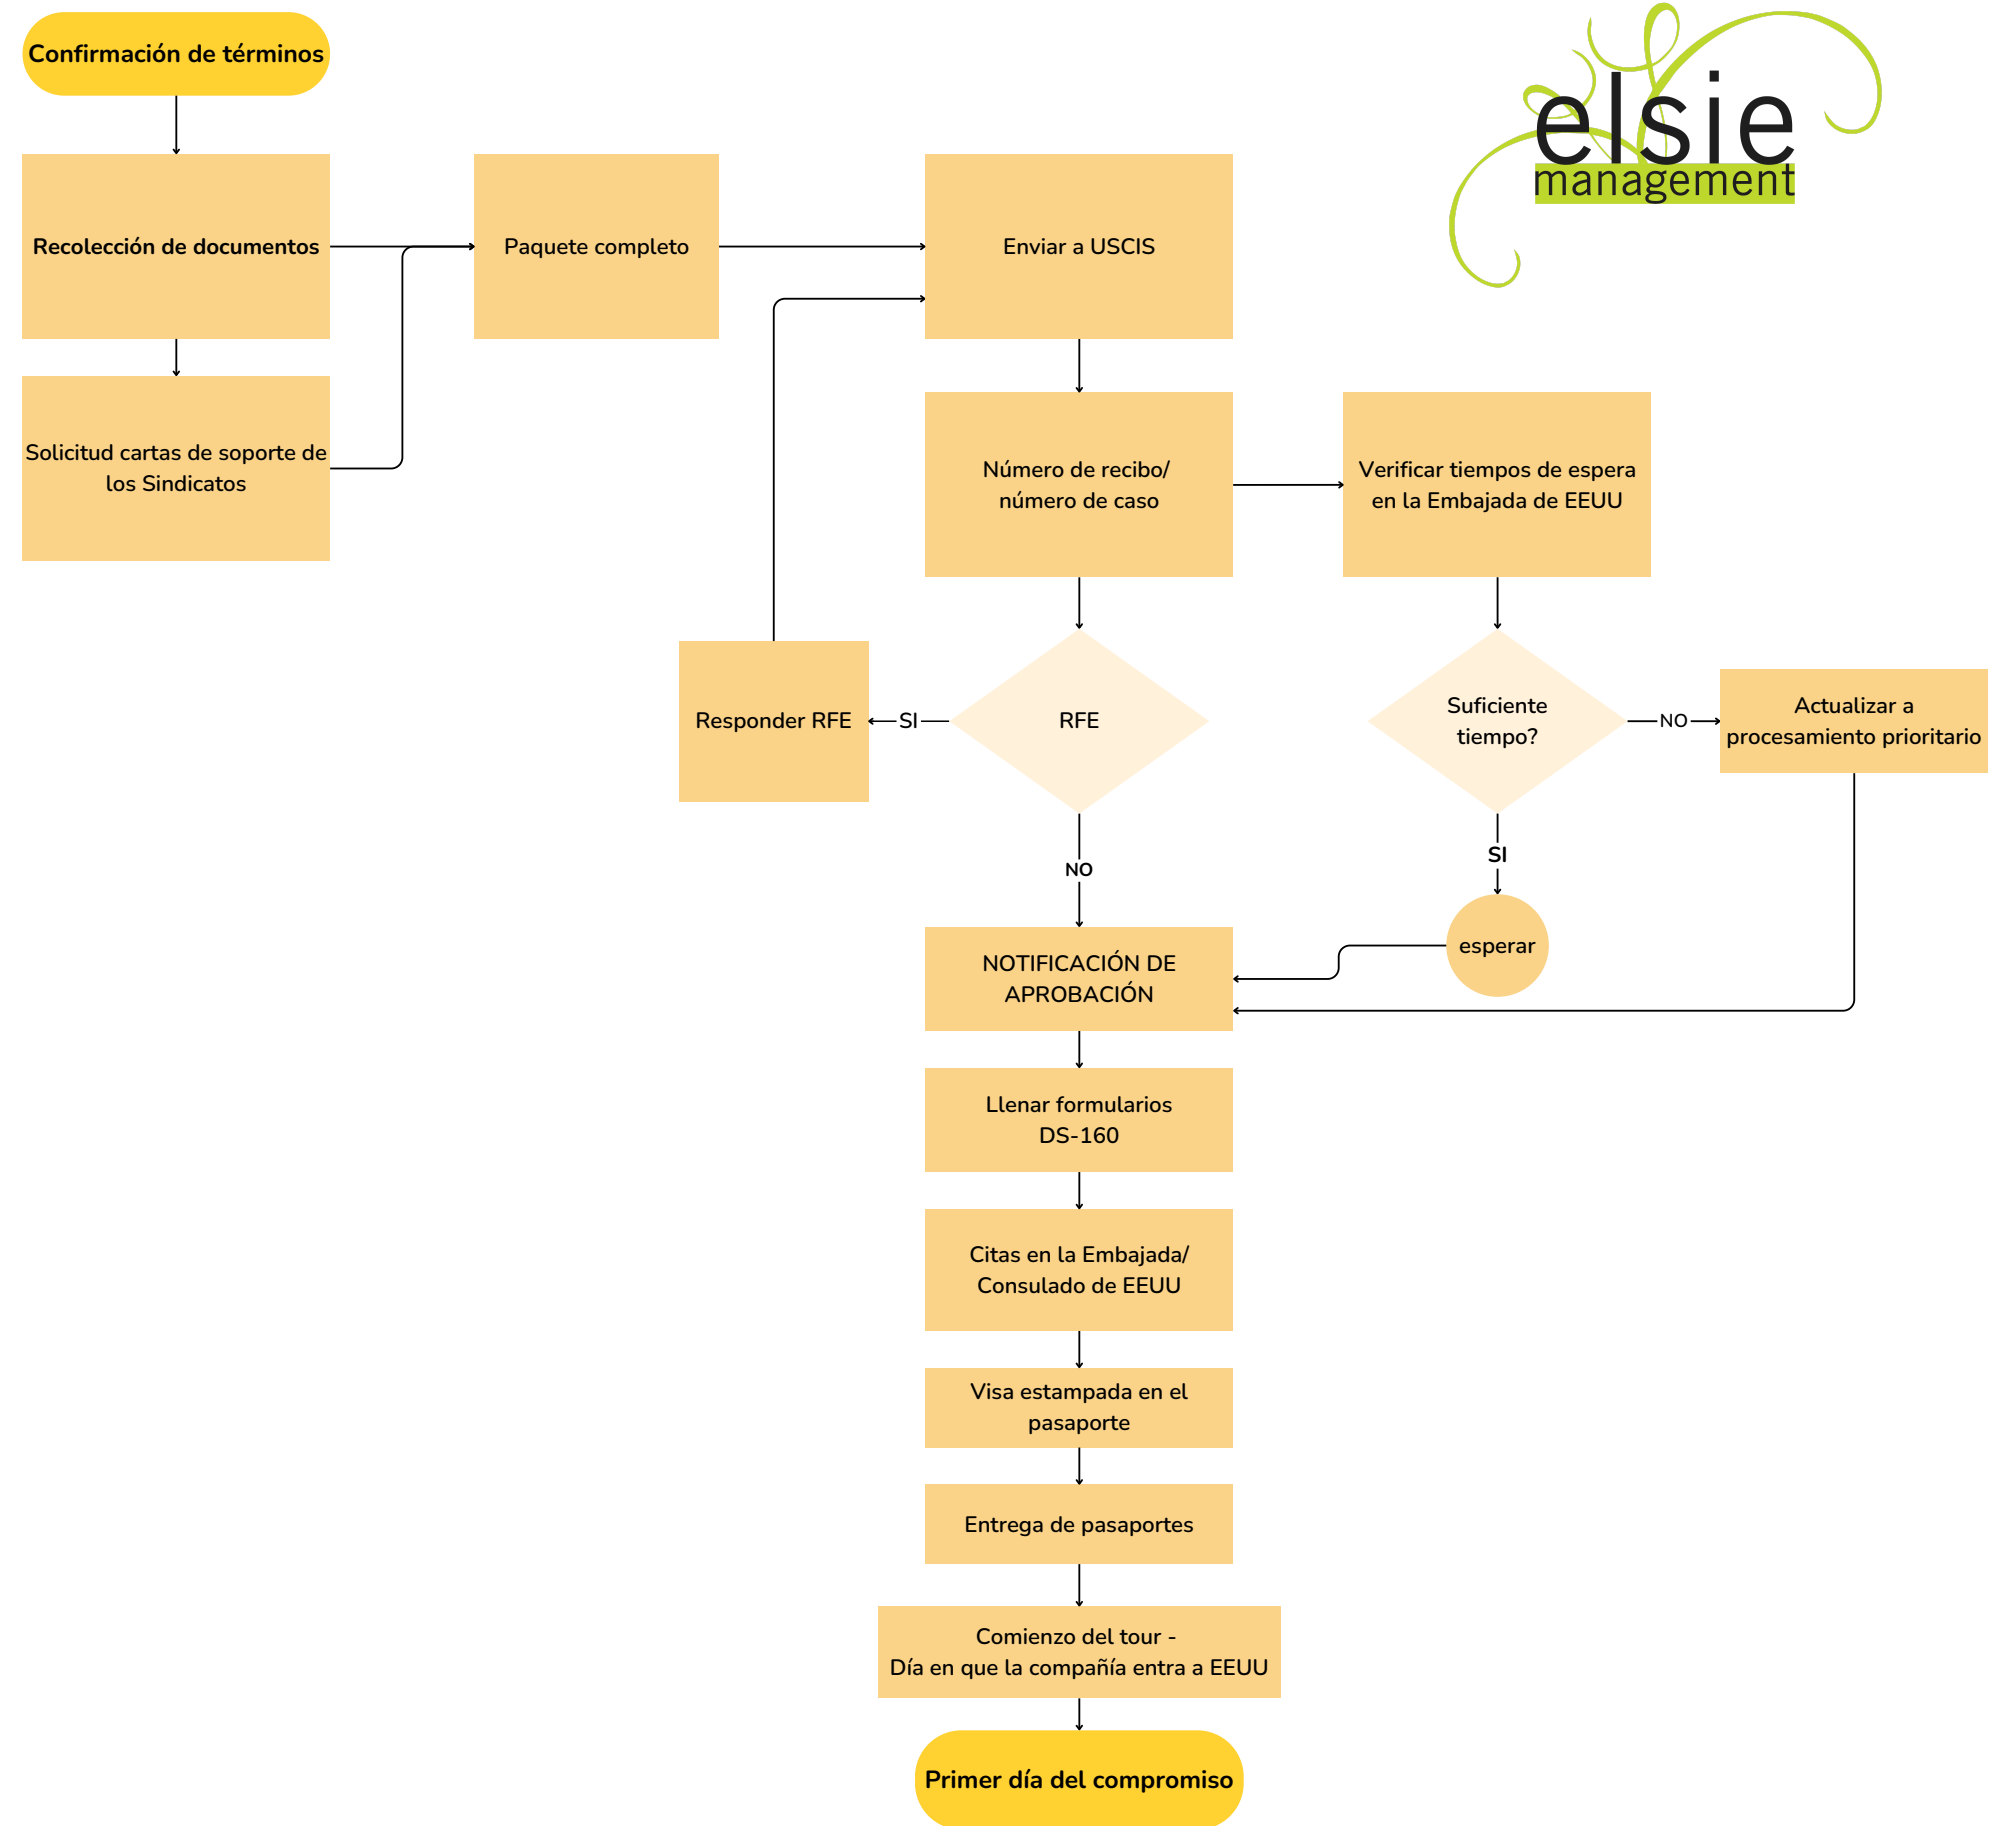 Confirmación de términos
elsie
management
Recolección de documentos
Paquete completo
Enviar a USCIS
Solicitud cartas de soporte de
los Sindicatos
Número de recibo/
número de caso
Verificar tiempos de espera
en la Embajada de EEUU
Responder RFE
SI
RFE
Suficiente
tiempo?
NO
Actualizar a
procesamiento prioritario
NO
SI
esperar
NOTIFICACIÓN DE
APROBACIÓN
Llenar formularios
DS-160
Citas en la Embajada/
Consulado de EEUU
Visa estampada en el
pasaporte
Entrega de pasaportes
Comienzo del tour -
Día en que la compañía entra a EEUU
Primer día del compromiso